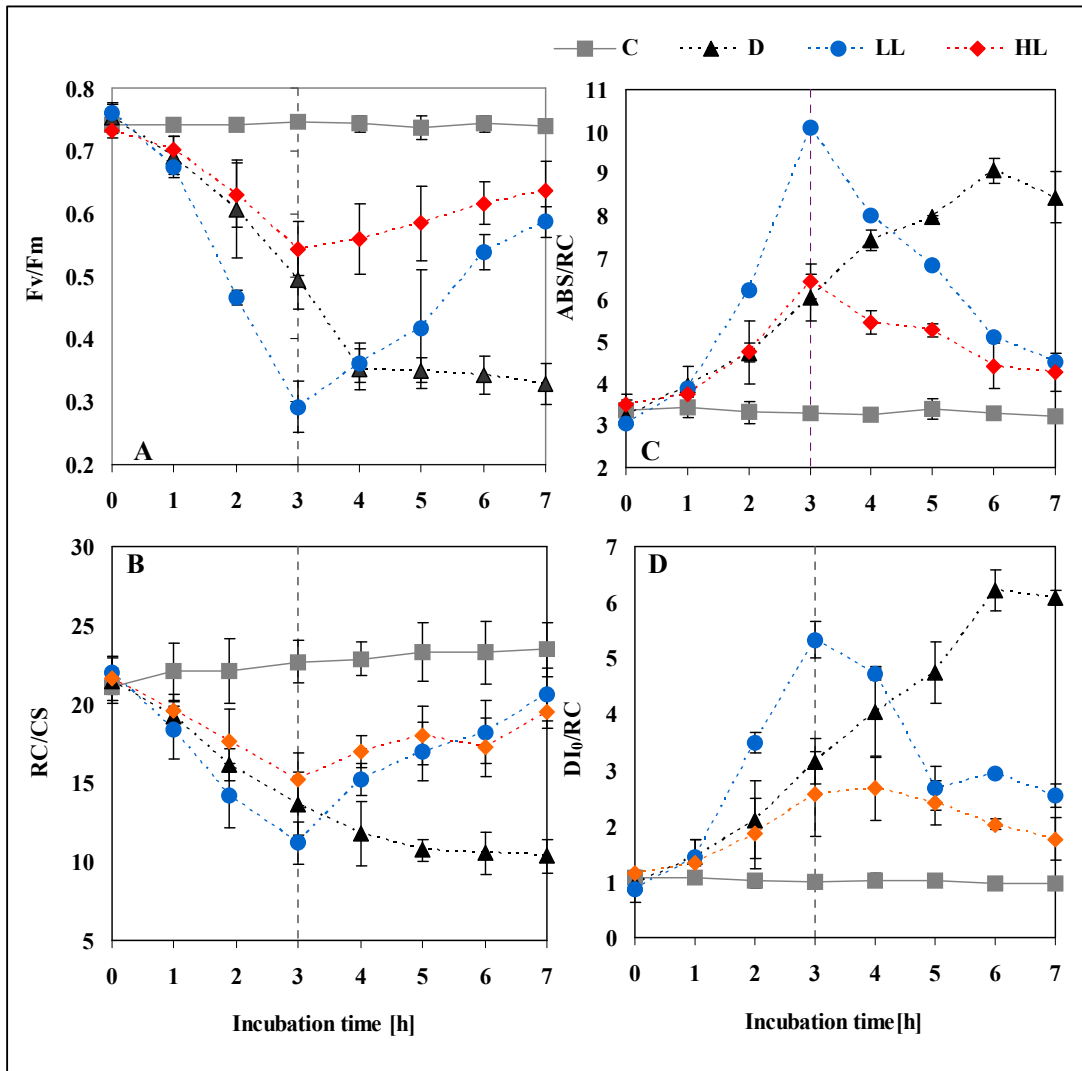 C D LL HL
0.8
0.7
0.6
0.5
0.4
0.3
0.2
Fv/Fm
A
0 1 2 3 4 5 6 7
11
10
9
8
7
6
5
4
3
2
ABS/RC
C
0 1 2 3 4 5 6 7
30
25
20
15
10
5
RC/CS
B
0 1 2 3 4 5 6 7
Incubation time [h]
7
6
5
4
3
2
1
0
DI₀/RC
D
0 1 2 3 4 5 6 7
Incubation time[h]